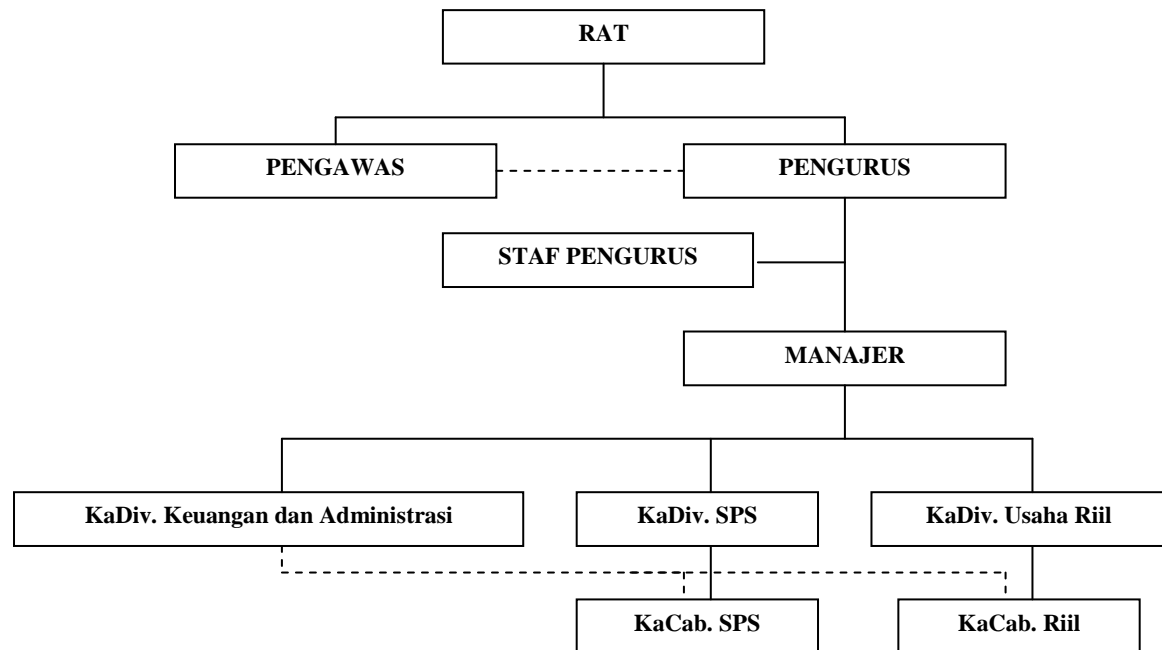 RAT
PENGAWAS
PENGURUS
STAF PENGURUS
MANAJER
KaDiv. Keuangan dan Administrasi
KaDiv. SPS
KaDiv. Usaha Riil
KaCab. SPS
KaCab. Riil